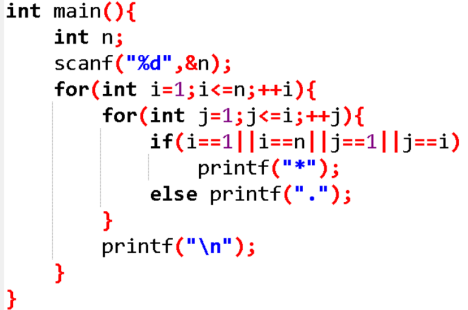 int main(){
    int n;
    scanf("%d",&n);
    for(int i=1;i<=n;++i){
        for(int j=1;j<=i;++j){
            if(i==1||i==n||j==1||j==i)
                printf("*");
            else printf(".");
        }
        printf("\n");
    }
}